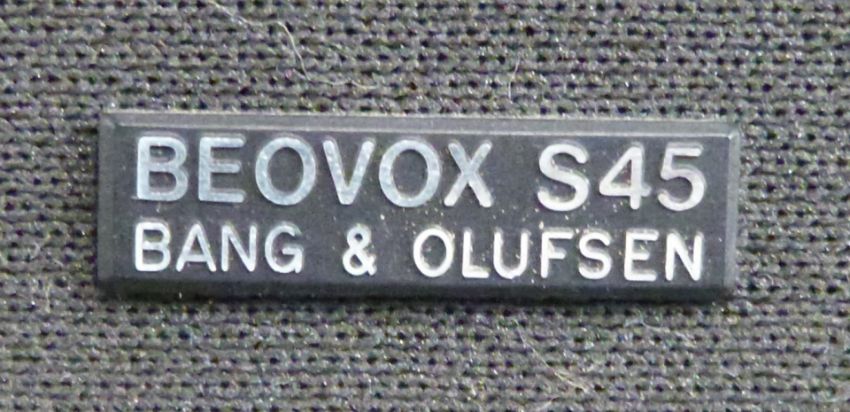 BEOVOX S45
BANG & OLUFSEN